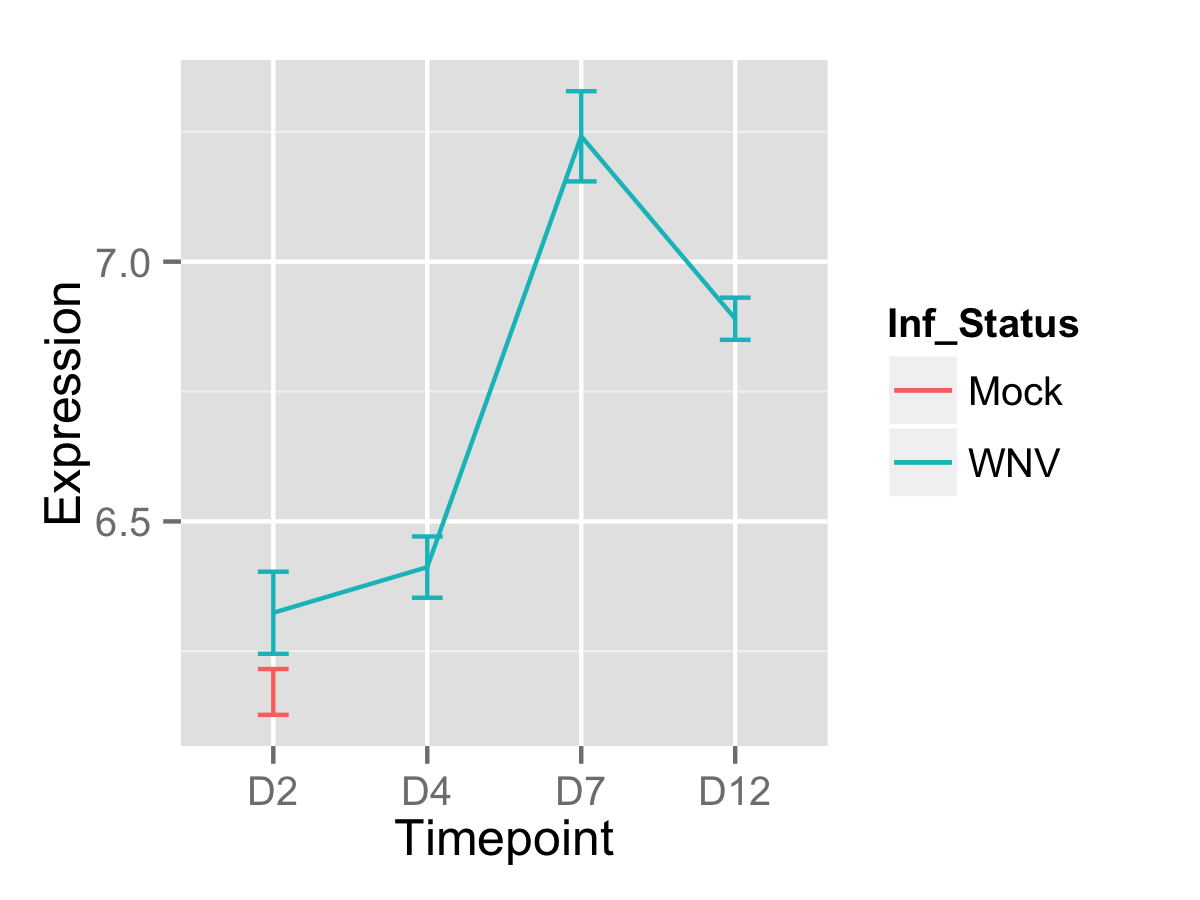 Expression
7.0
6.5
D2 D4 D7 D12
Timepoint
Inf_Status
Mock
WNV